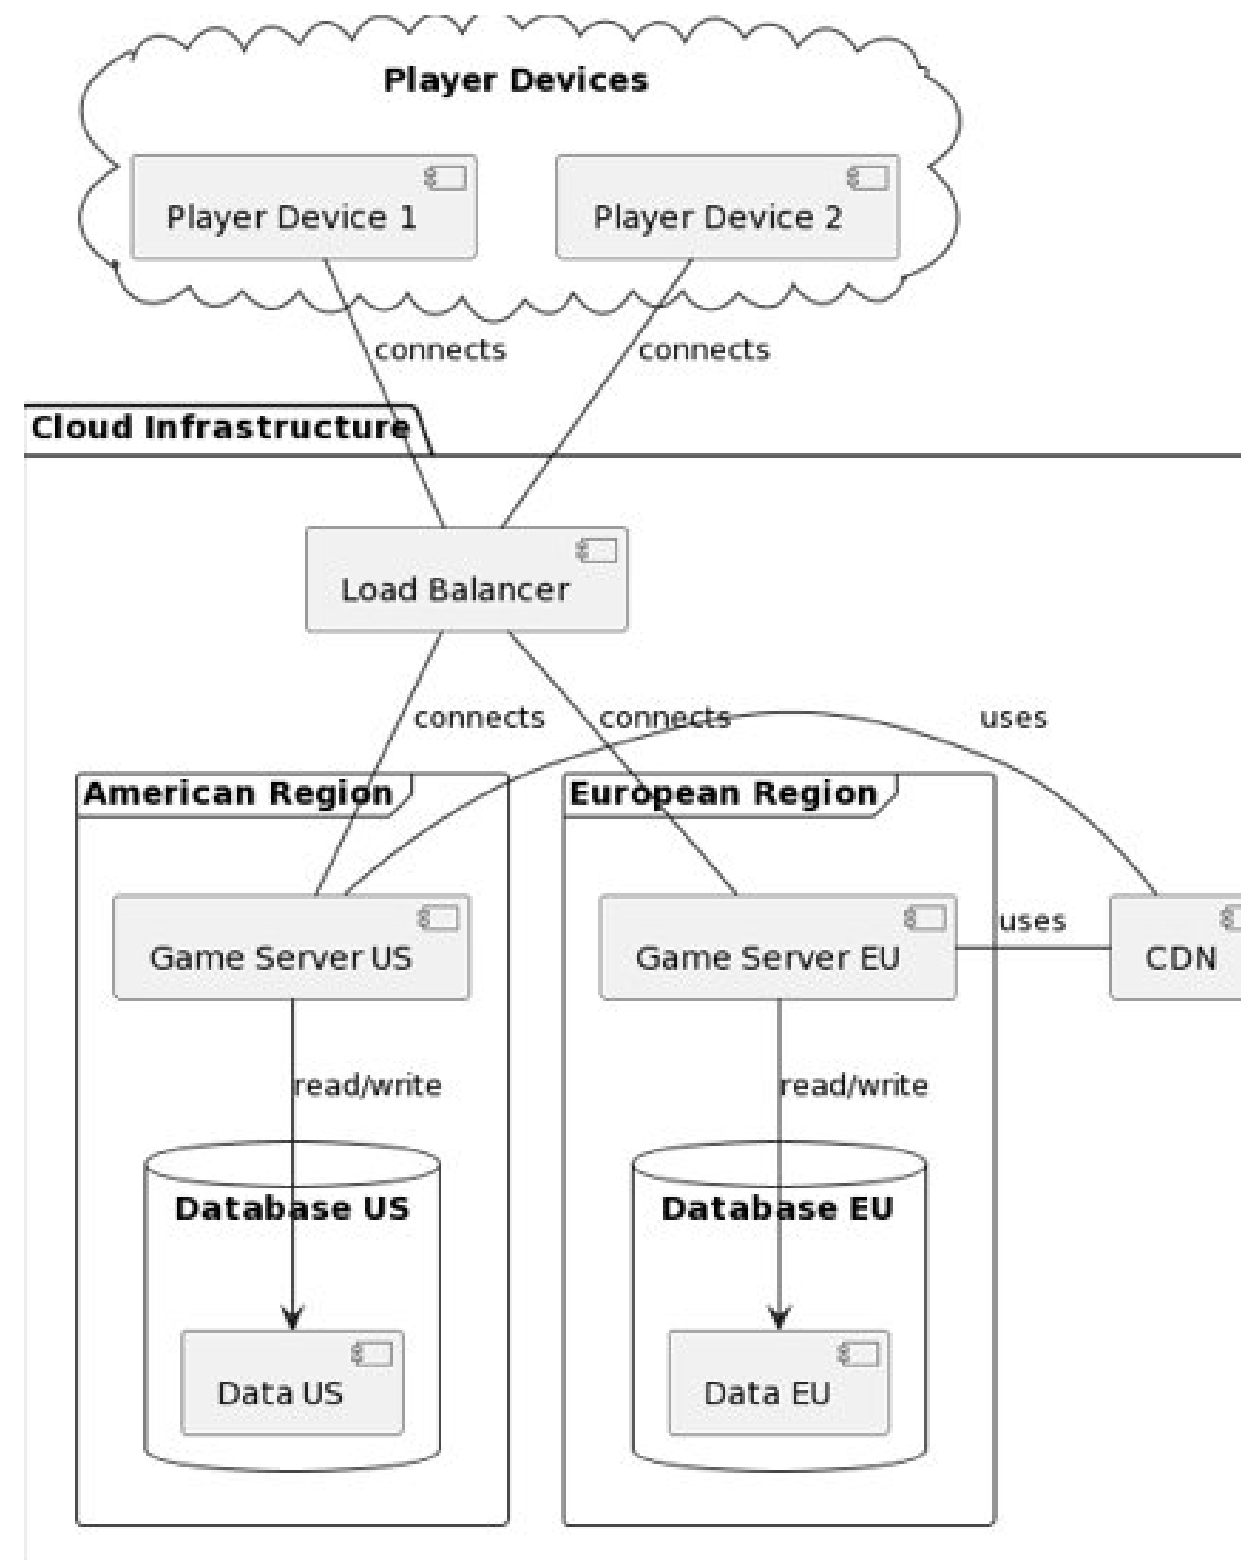 Player Devices
Player Device 1
Player Device 2
connects
connects
Cloud Infrastructure
Load Balancer
connects
connects
uses
American Region
European Region
Game Server US
Game Server EU
uses
CDN
read/write
read/write
Database US
Database EU
Data US
Data EU